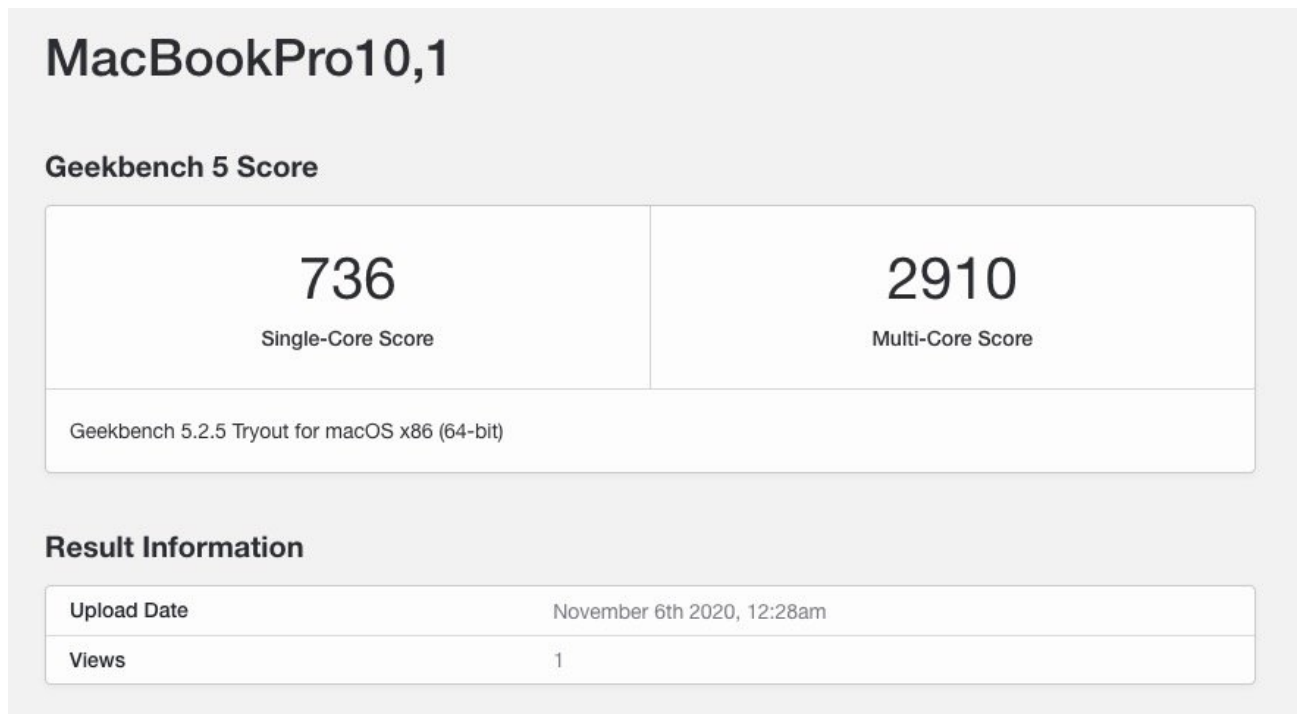 MacBookPro10,1
Geekbench 5 Score
736
Single-Core Score
2910
Multi-Core Score
Geekbench 5.2.5 Tryout for macOS x86 (64-bit)
Result Information
Upload Date November 6th 2020, 12:28am
Views 1